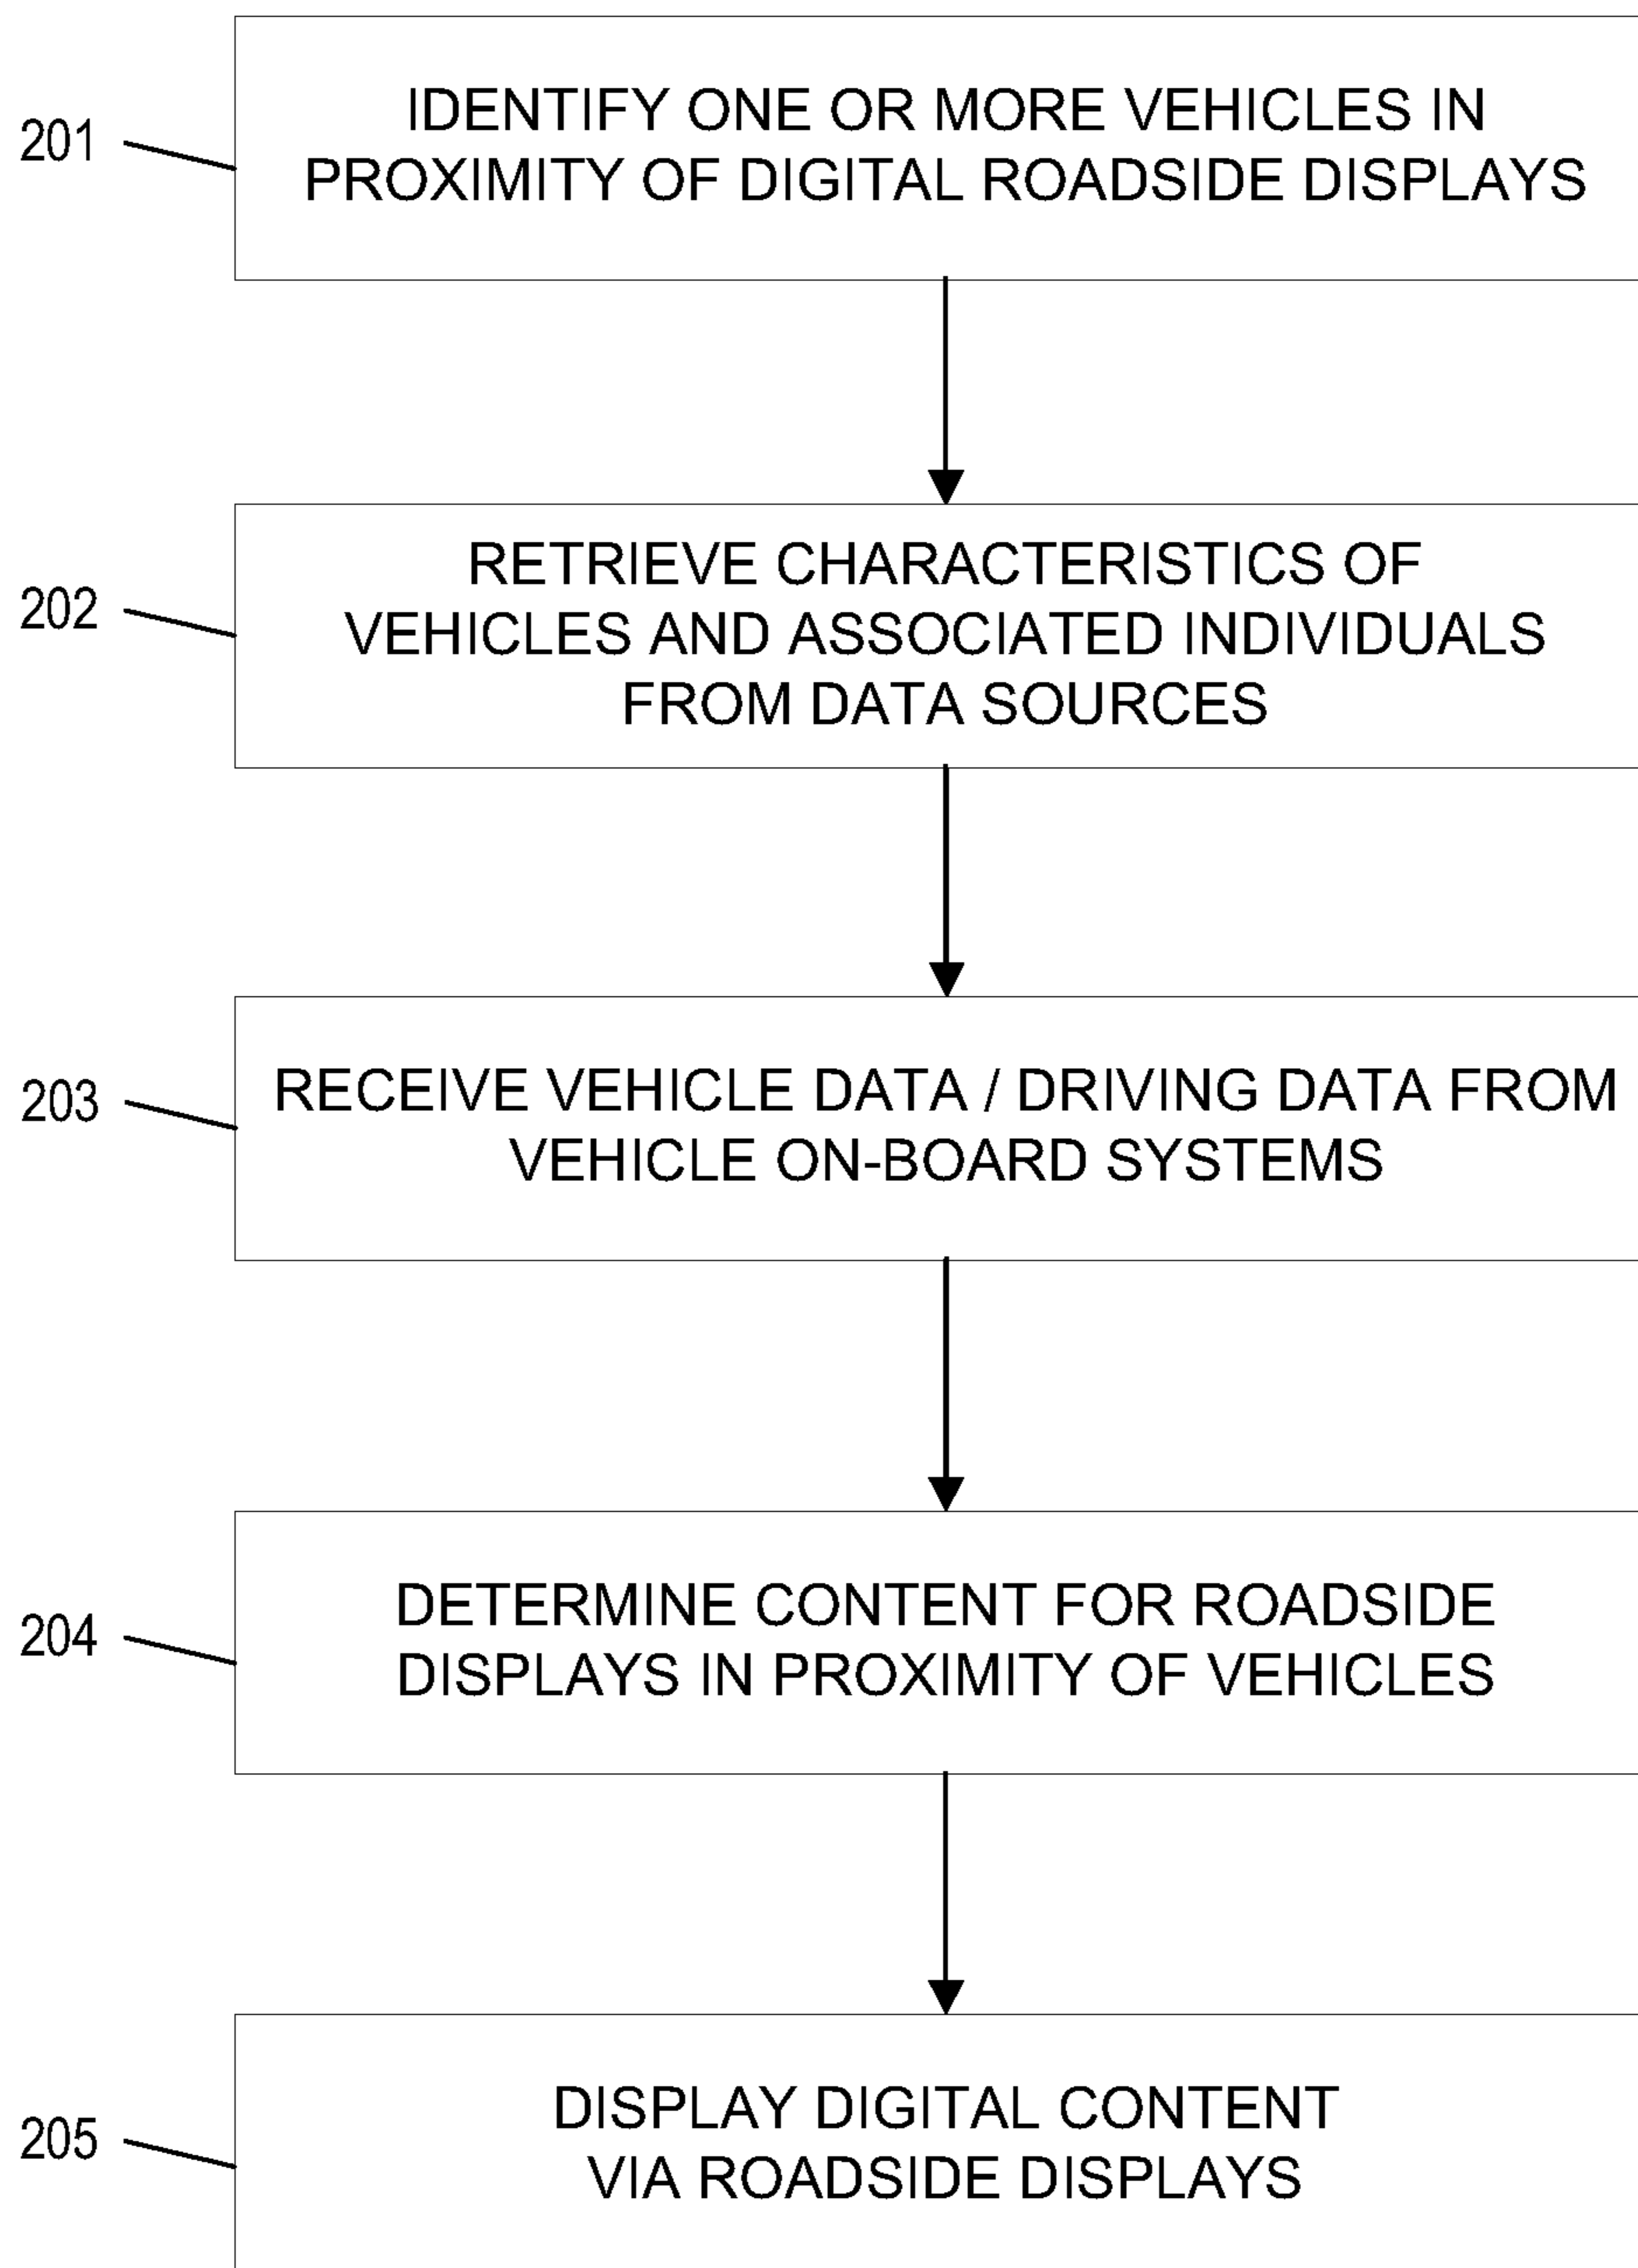 201
IDENTIFY ONE OR MORE VEHICLES IN
PROXIMITY OF DIGITAL ROADSIDE DISPLAYS
202
RETRIEVE CHARACTERISTICS OF
VEHICLES AND ASSOCIATED INDIVIDUALS
FROM DATA SOURCES
203
RECEIVE VEHICLE DATA / DRIVING DATA FROM
VEHICLE ON-BOARD SYSTEMS
204
DETERMINE CONTENT FOR ROADSIDE
DISPLAYS IN PROXIMITY OF VEHICLES
205
DISPLAY DIGITAL CONTENT
VIA ROADSIDE DISPLAYS